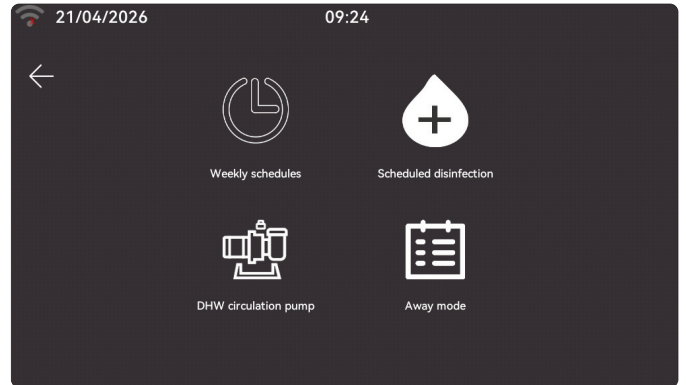 21/04/2026 09:24
Weekly schedules Scheduled disinfection
DHW circulation pump Away mode